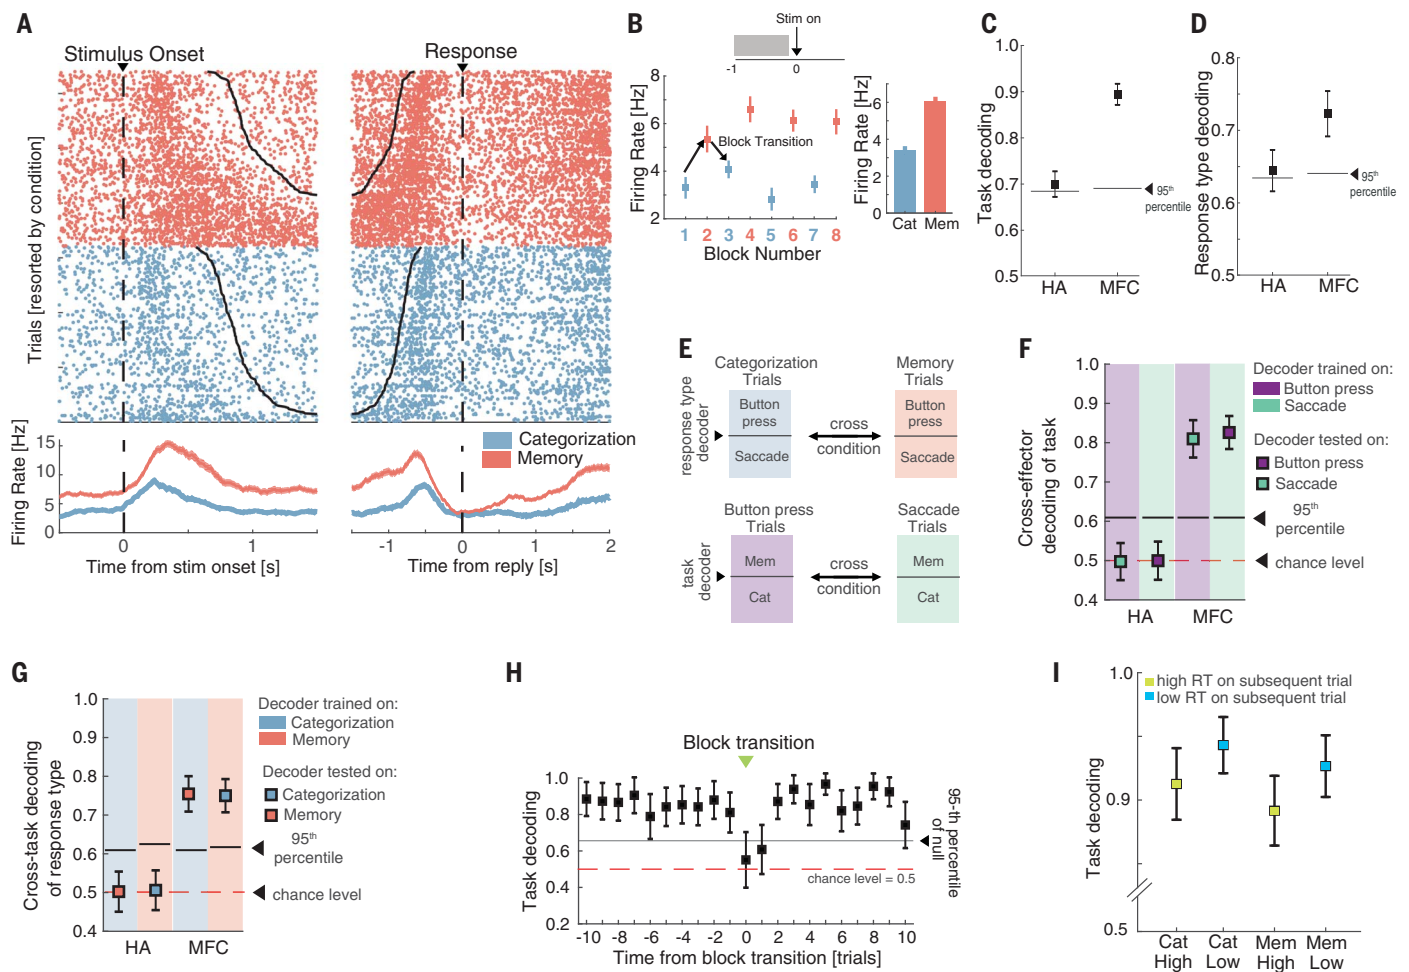 A
Stimulus Onset
Response
Trials [resorted by condition]
Firing Rate [Hz]
15
10
5
0
Categorization
Memory
0
1
-1
0
1
2
Time from stim onset [s]
Time from reply [s]
B
Stim on
-1
0
Firing Rate [Hz]
8
6
4
2
Block Transition
1 2 3 4 5 6 7 8
Block Number
Firing Rate [Hz]
6
4
2
0
Cat Mem
C
Task decoding
1.0
0.9
0.8
0.7
0.6
0.5
95th
percentile
HA MFC
D
Response type decoding
0.8
0.7
0.6
0.5
95th
percentile
HA MFC
E
Categorization
Trials
Memory
Trials
response type
decoder
Button
press
Saccade
cross
condition
Button
press
Saccade
Button press
Trials
Saccade
Trials
task
decoder
Mem
Cat
cross
condition
Mem
Cat
F
Cross-effector
decoding of task
1.0
0.9
0.8
0.7
0.6
0.5
0.4
HA MFC
Decoder trained on:
Button press
Saccade
Decoder tested on:
Button press
Saccade
95th
percentile
chance level
G
Cross-task decoding
of response type
1.0
0.9
0.8
0.7
0.6
0.5
0.4
HA MFC
Decoder trained on:
Categorization
Memory
Decoder tested on:
Categorization
Memory
95th
percentile
chance level
H
Block transition
Task decoding
1.0
0.8
0.6
0.4
0.2
chance level = 0.5
95-th percentile
of null
-10 -8 -6 -4 -2 0 2 4 6 8 10
Time from block transition [trials]
I
Task decoding
1.0
0.9
0.5
high RT on subsequent trial
low RT on subsequent trial
Cat
High
Cat
Low
Mem
High
Mem
Low